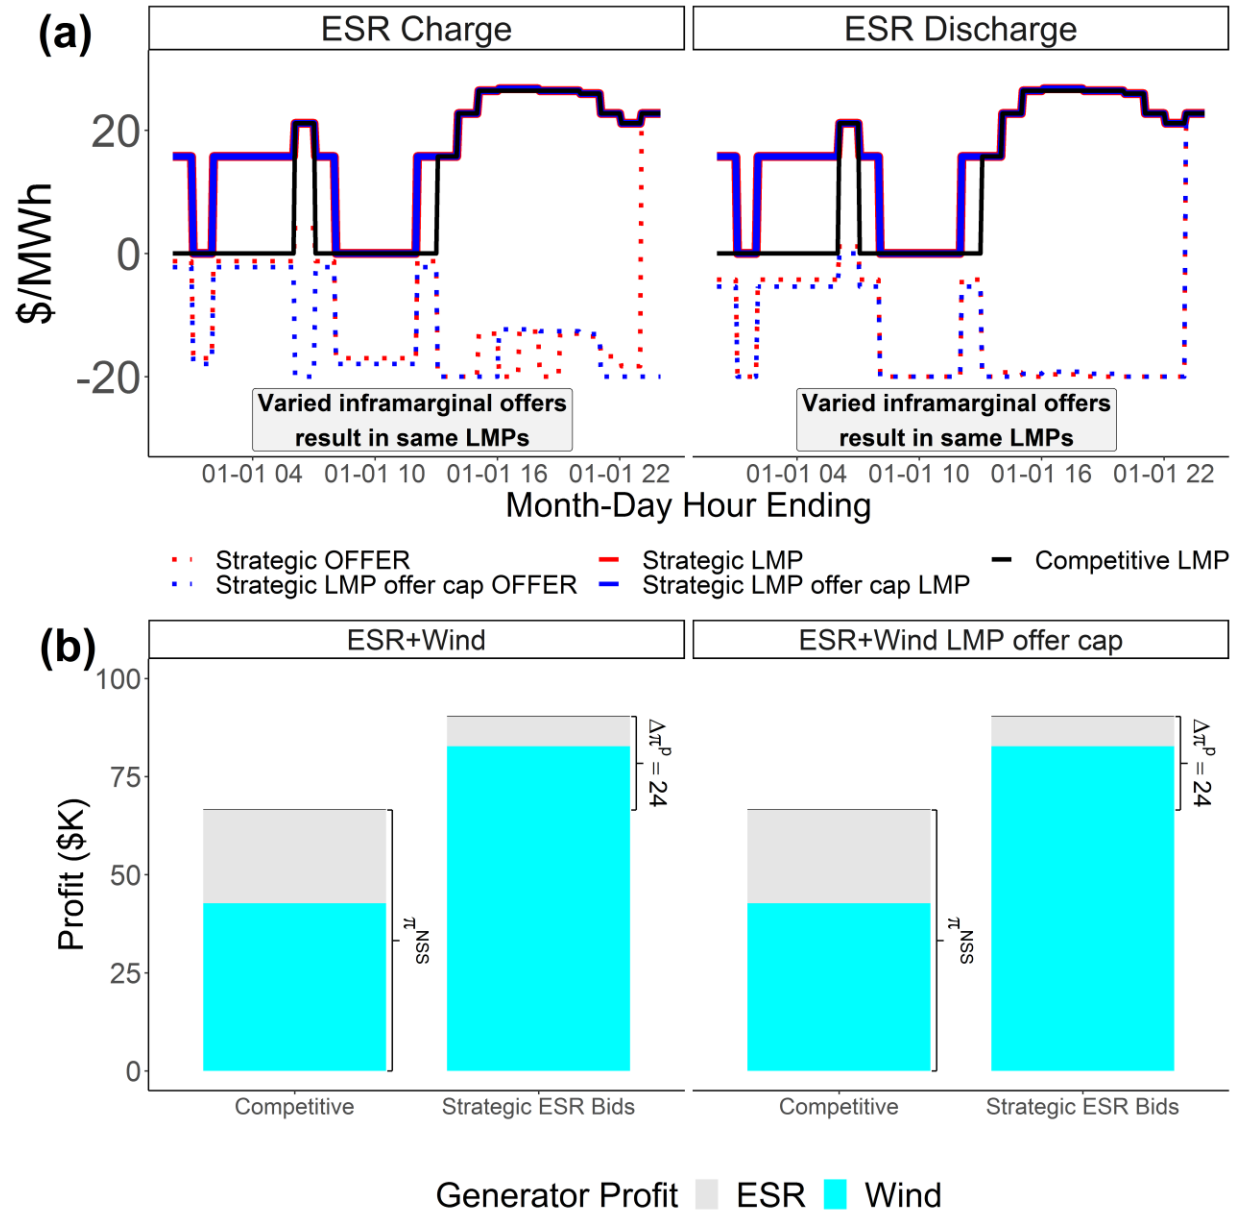 (a)
ESR Charge
ESR Discharge
$/MWh
20
0
-20
Varied inframarginal offers
result in same LMPs
Varied inframarginal offers
result in same LMPs
01-01 04
01-01 10
01-01 16
01-01 22
01-01 04
01-01 10
01-01 16
01-01 22
Month-Day Hour Ending
Strategic OFFER
Strategic LMP
Competitive LMP
Strategic LMP offer cap OFFER
Strategic LMP offer cap LMP
(b)
ESR+Wind
ESR+Wind LMP offer cap
Profit ($K)
100
75
50
25
0
π^NSS
Δπ^p = 24
π^NSS
Δπ^p = 24
Competitive
Strategic ESR Bids
Competitive
Strategic ESR Bids
Generator Profit
ESR
Wind